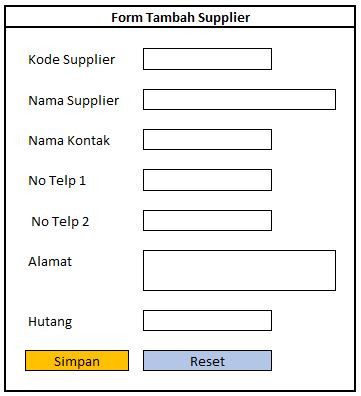 Form Tambah Supplier
Kode Supplier
Nama Supplier
Nama Kontak
No Telp 1
No Telp 2
Alamat
Hutang
Simpan Reset